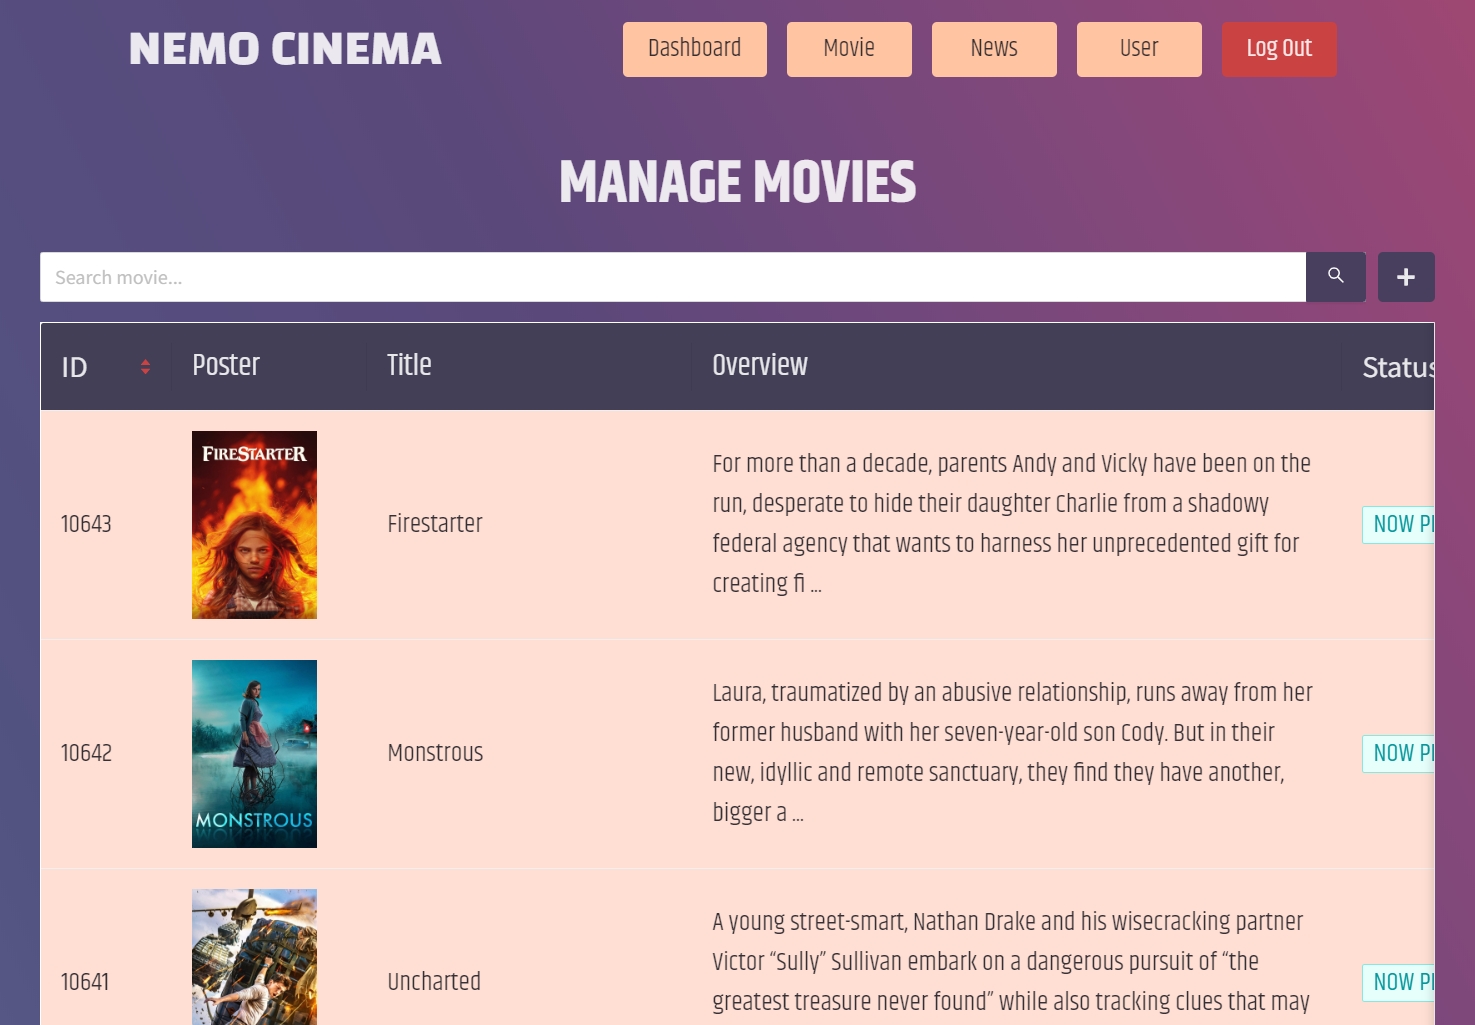 NEMO CINEMA
Dashboard
Movie
News
User
Log Out
MANAGE MOVIES
Search movie...
ID
Poster
Title
Overview
Status
10643
FIRESTARTER
Firestarter
For more than a decade, parents Andy and Vicky have been on the
run, desperate to hide their daughter Charlie from a shadowy
federal agency that wants to harness her unprecedented gift for
creating fi ...
NOW
10642
MONSTROUS
Monstrous
Laura, traumatized by an abusive relationship, runs away from her
former husband with her seven-year-old son Cody. But in their
new, idyllic and remote sanctuary, they find they have another,
bigger a ...
NOW
10641
Uncharted
A young street-smart, Nathan Drake and his wisecracking partner
Victor “Sully” Sullivan embark on a dangerous pursuit of “the
greatest treasure never found” while also tracking clues that may
NOW